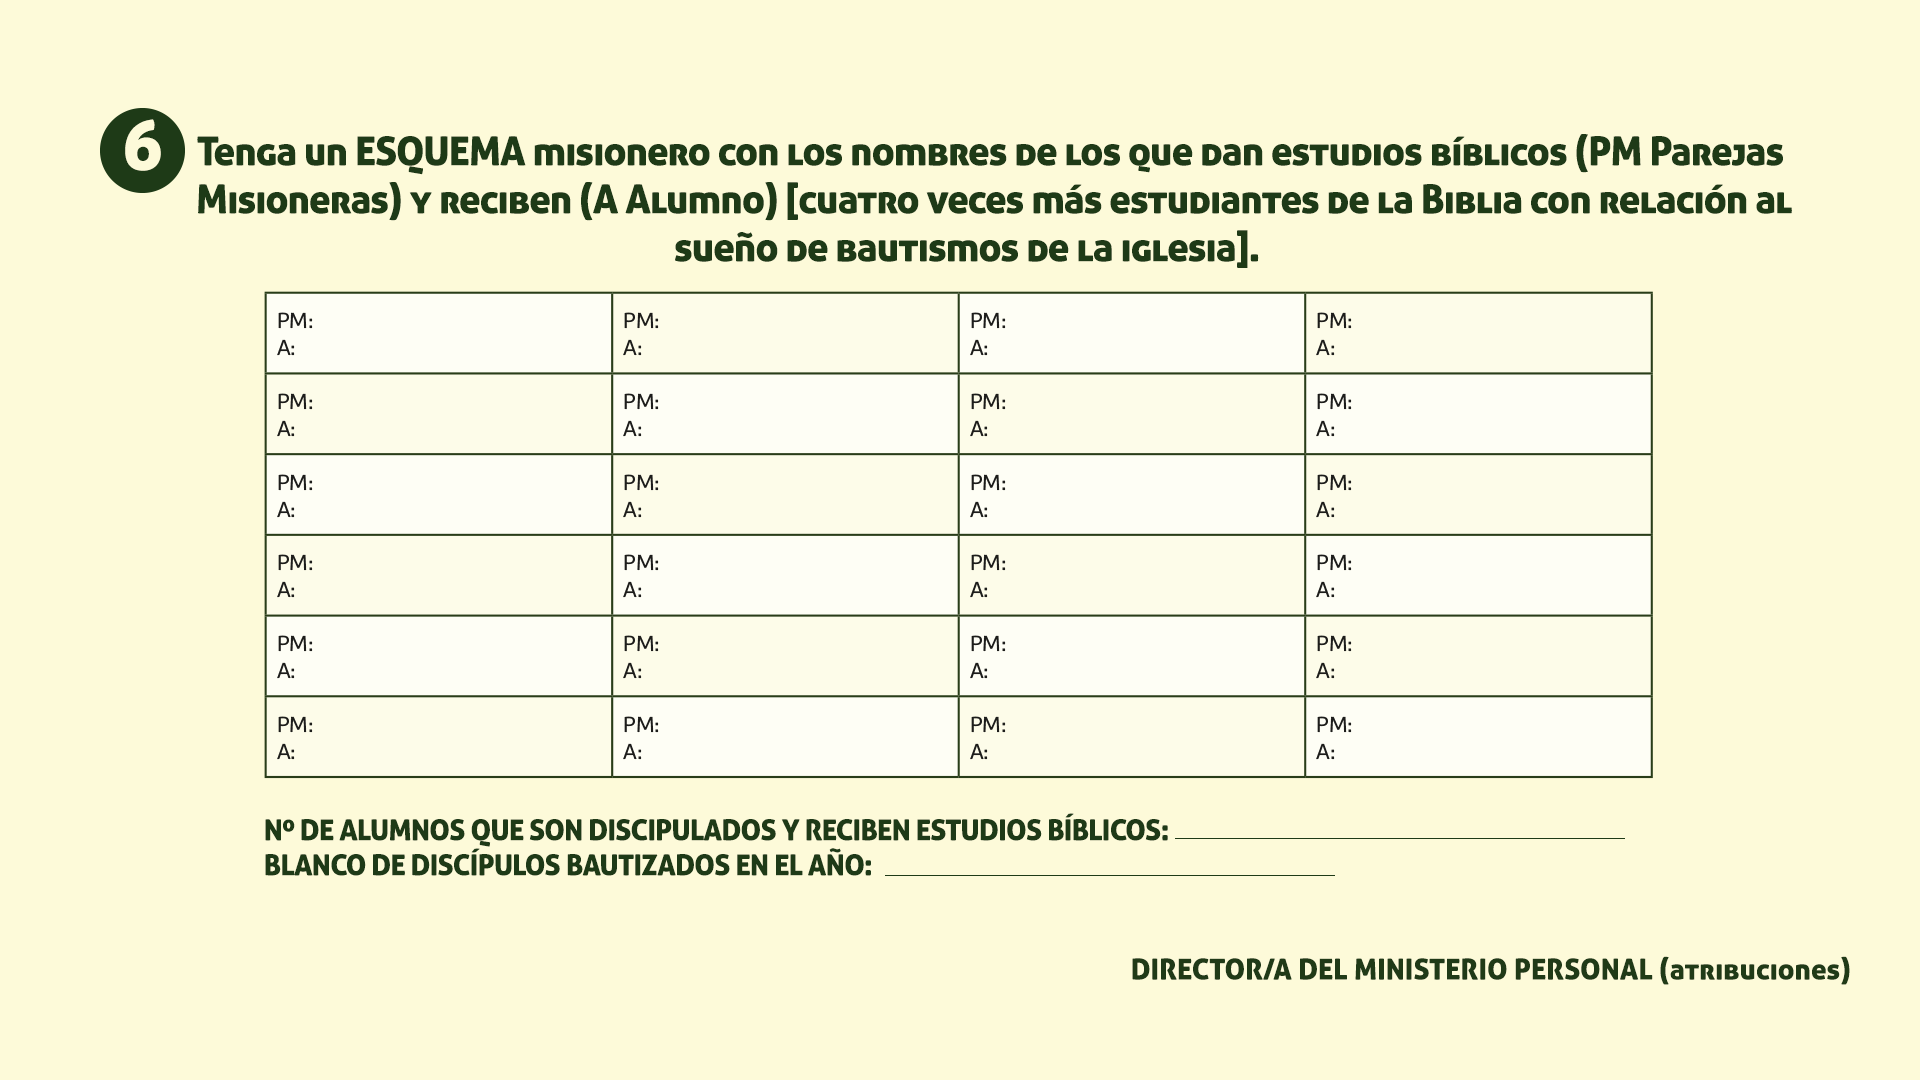 6
Tenga un ESQUEMA misionero con los nombres de los que dan estudios bíblicos (PM Parejas
Misioneras) y reciben (A Alumno) [cuatro veces más estudiantes de la Biblia con relación al
sueño de bautismos de la iglesia].
PM: PM: PM: PM:
A: A: A: A:
PM: PM: PM: PM:
A: A: A: A:
PM: PM: PM: PM:
A: A: A: A:
PM: PM: PM: PM:
A: A: A: A:
PM: PM: PM: PM:
A: A: A: A:
PM: PM: PM: PM:
A: A: A: A:
Nº DE ALUMNOS QUE SON DISCIPULADOS Y RECIBEN ESTUDIOS BÍBLICOS:
BLANCO DE DISCÍPULOS BAUTIZADOS EN EL AÑO:
DIRECTOR/A DEL MINISTERIO PERSONAL (atribuciones)